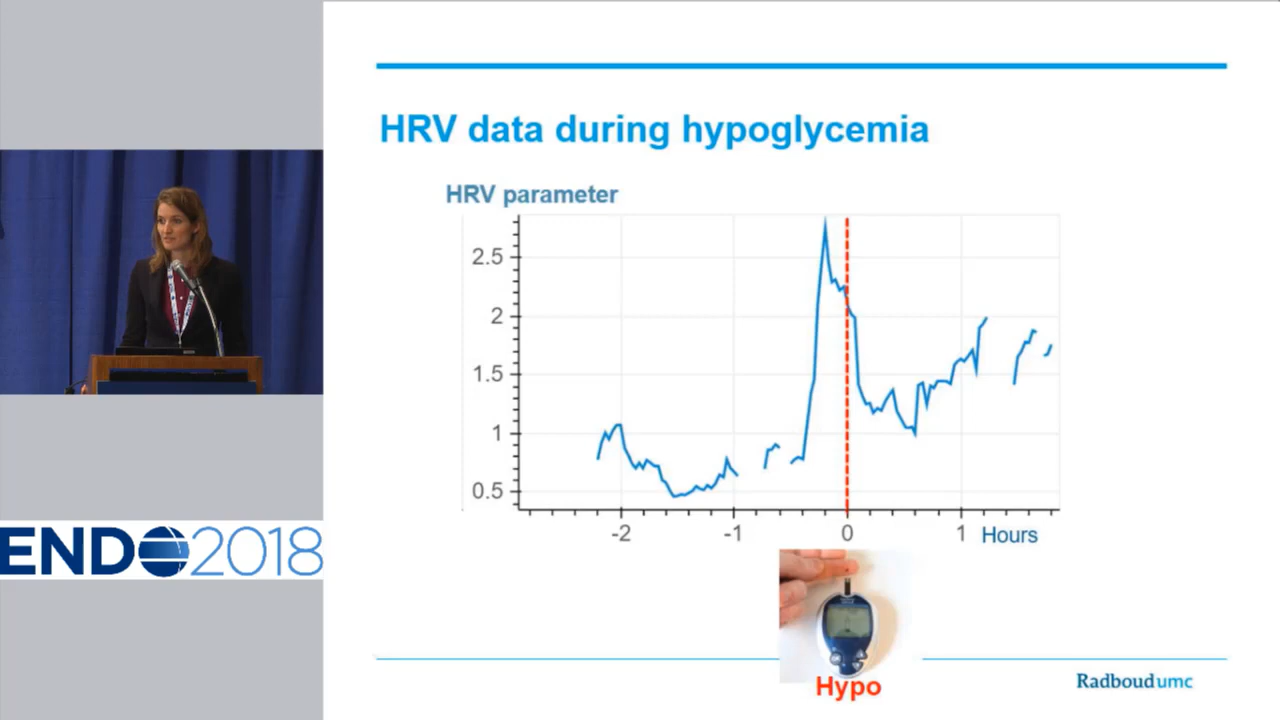 HRV data during hypoglycemia
HRV parameter
2.5
2
1.5
1
0.5
-2
-1
0
1
Hours
Hypo
Radboudumc
ENDO2018